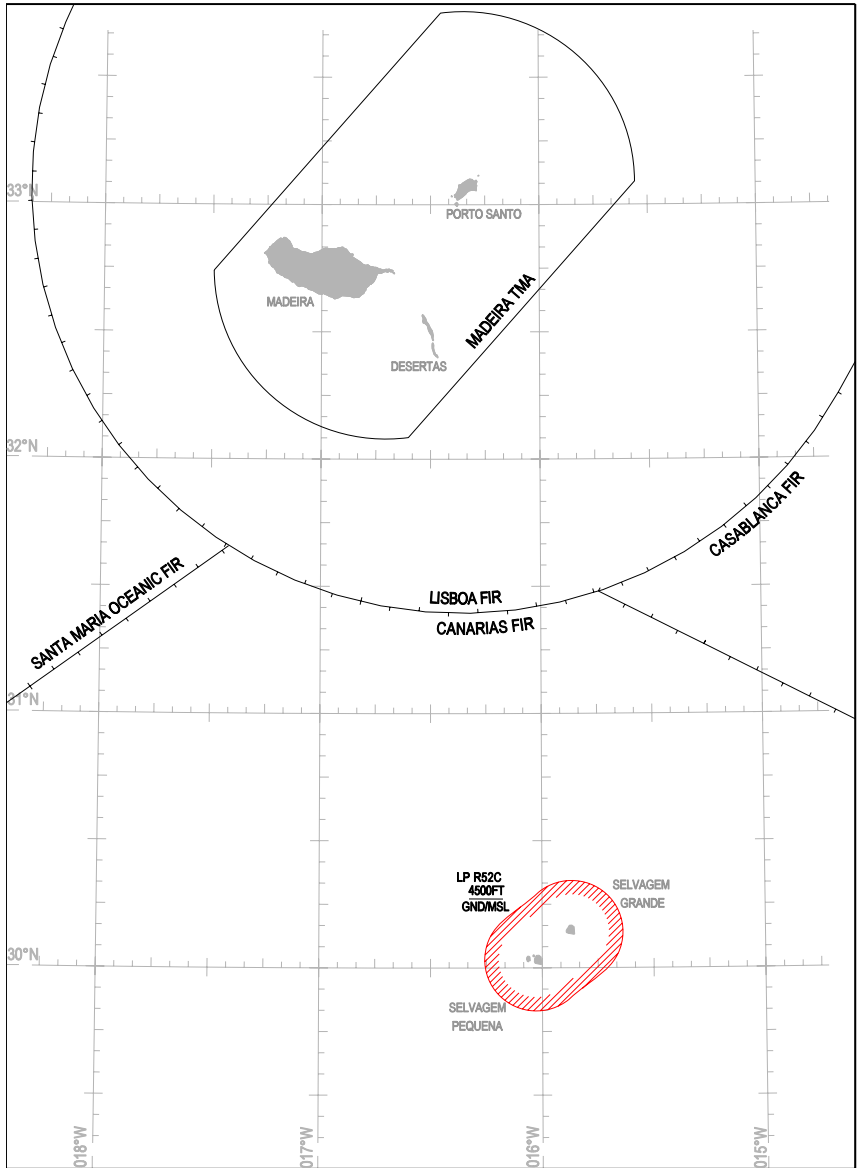 33°N
PORTO SANTO
MADEIRA
MADEIRA TMA
DESERTAS
32°N
CASABLANCA FIR
SANTA MARIA OCEANIC FIR
LISBOA FIR
CANARIAS FIR
31°N
LP R52C
4500FT
GND/MSL
SELVAGEM
GRANDE
30°N
SELVAGEM
PEQUENA
018°W
017°W
016°W
015°W